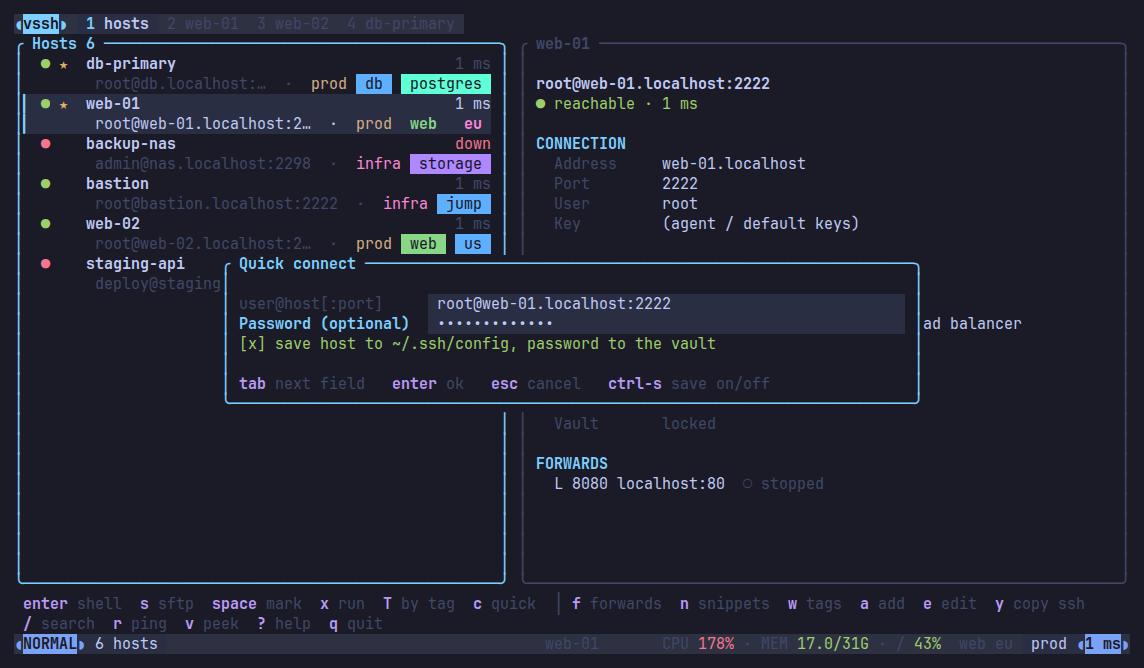 vssh 1 hosts 2 web-01 3 web-02 4 db-primary
Hosts 6
db-primary 1 ms
root@db.localhost:… · prod db postgres
web-01 1 ms
root@web-01.localhost:2… · prod web eu
backup-nas down
admin@nas.localhost:2298 · infra storage
bastion 1 ms
root@bastion.localhost:2222 · infra jump
web-02 1 ms
root@web-02.localhost:2… · prod web us
staging-api
deploy@staging
web-01
root@web-01.localhost:2222
reachable · 1 ms
CONNECTION
Address web-01.localhost
Port 2222
User root
Key (agent / default keys)
ad balancer
Vault locked
FORWARDS
L 8080 localhost:80 ○ stopped
Quick connect
user@host[:port] root@web-01.localhost:2222
Password (optional) •••••••••••••
[x] save host to ~/.ssh/config, password to the vault
tab next field enter ok esc cancel ctrl-s save on/off
enter shell s sftp space mark x run T by tag c quick │ f forwards n snippets w tags a add e edit y copy ssh
/ search r ping v peek ? help q quit
NORMAL 6 hosts web-01 CPU 178% · MEM 17.0/31G · / 43% web eu prod 1 ms